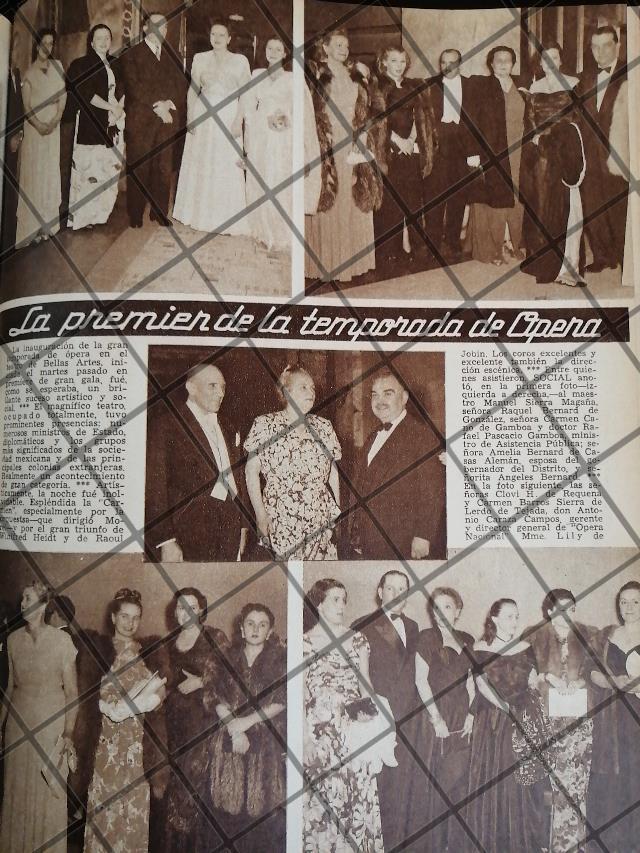 La premier de la temporada de Opera
La inauguración de la gran
temporada de ópera en el
de Bellas Artes, ini-
el martes pasado en
de gran gala, fué,
como se esperaba, un bri-
llante suceso artístico y so-
cial. *** El magnífico teatro,
ocupado totalmente, tuvo
prominentes presencias: nu-
merosos ministros de Estado,
diplomáticos y los grupos
más significados de la socie-
dad mexicana y de las prin-
cipales colonias extranjeras.
Realmente un acontecimiento
de gran categoría. *** Artís-
ticamente, la noche fué inol-
vidable. Espléndida la "Car-
men", especialmente por la
orquesta—que dirigió Mo-
y por el gran triunfo de
Winifred Heidt y de Raoul
Jobin. Los coros excelentes y
excelente también la direc-
ción escénica. *** Entre quie-
nes asistieron, SOCIAL ano-
tó, en la primera foto—iz-
quierda a derecha,—al maes-
tro Manuel Sierra Magaña,
señora Raquel Bernard de
González, señora Carmen Ca-
de Gamboa y doctor Ra-
fael Pascacio Gamboa, minis-
tro de Asistencia Pública; se-
ñora Amelia Bernard de Ca-
sas Alemán, esposa del go-
bernador del Distrito, y se-
ñorita Angeles Bernard. ***
En la foto siguiente, las se-
ñoras Clovi H. de Requena
y Carmen Barros Sierra de
Lerdo de Tejada, don Anto-
nio Caraza Campos, gerente
y director general de "Opera
Nacional" Mme. Lily de